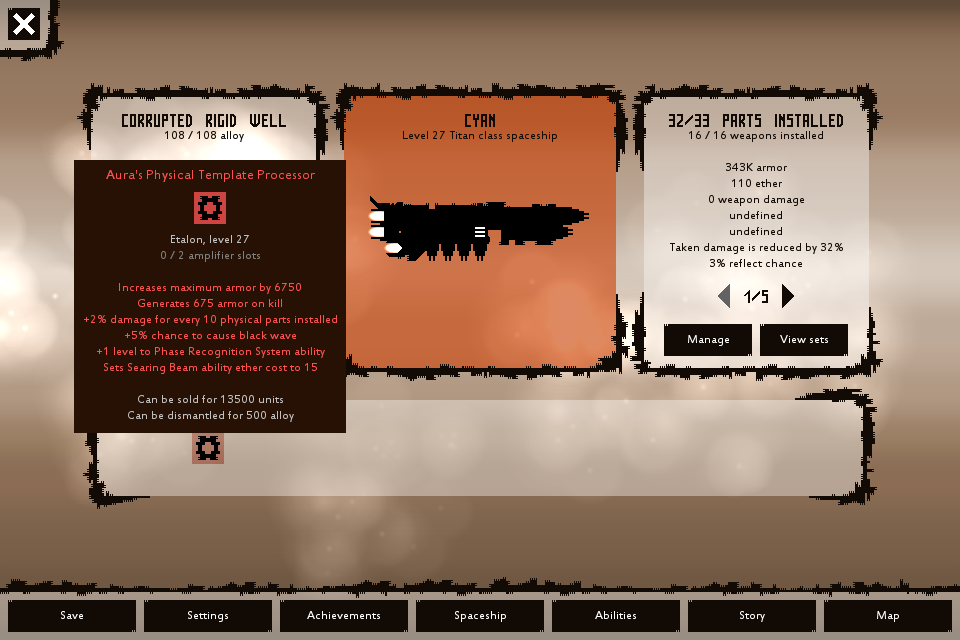 CORRUPTED RIGID WELL
108 / 108 alloy
Aura's Physical Template Processor
Etalon, level 27
0 / 2 amplifier slots
Increases maximum armor by 6750
Generates 675 armor on kill
+2% damage for every 10 physical parts installed
+5% chance to cause black wave
+1 level to Phase Recognition System ability
Sets Searing Beam ability ether cost to 15
Can be sold for 13500 units
Can be dismantled for 500 alloy
CYAN
Level 27 Titan class spaceship
32/33 PARTS INSTALLED
16 / 16 weapons installed
343K armor
110 ether
0 weapon damage
undefined
undefined
Taken damage is reduced by 32%
3% reflect chance
1/5
Manage
View sets
Save
Settings
Achievements
Spaceship
Abilities
Story
Map